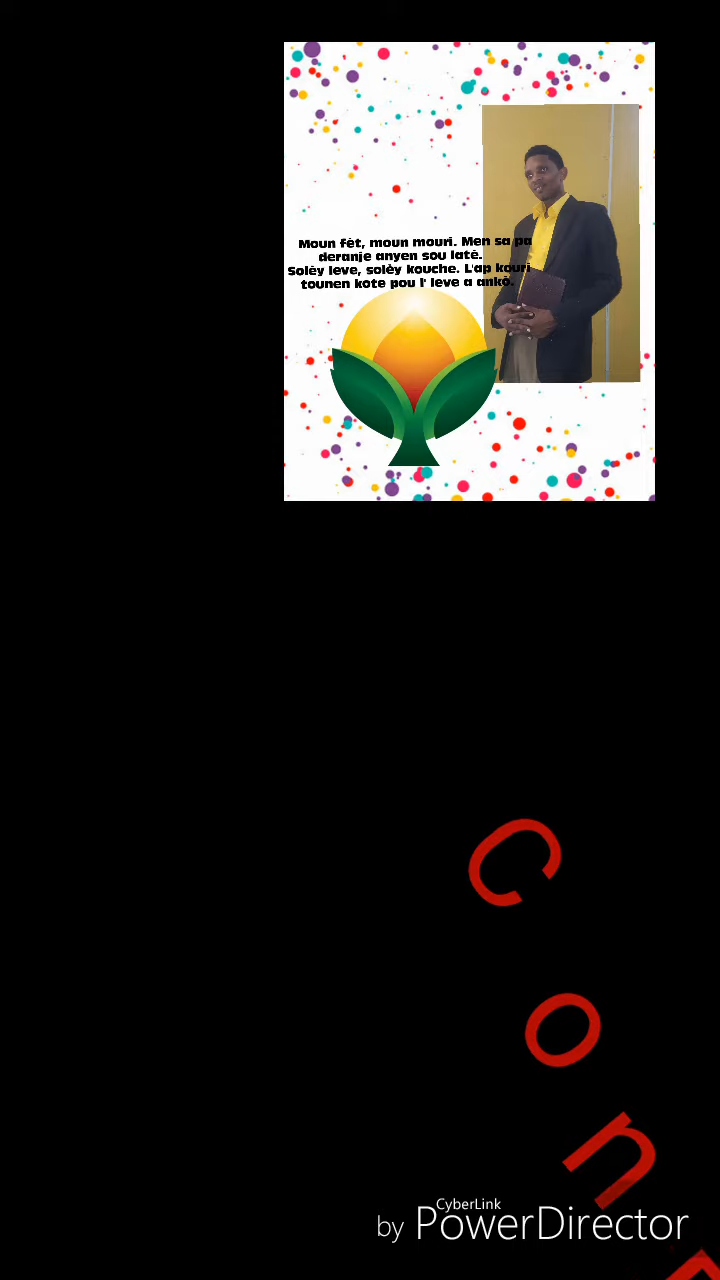 Moun fèt, moun mouri. Men sa pa
deranje anyen sou latè.
Solèy leve, solèy kouche. L'ap kouri
tounen kote pou l' leve a ankò.
C
o
n
CyberLink
by PowerDirector